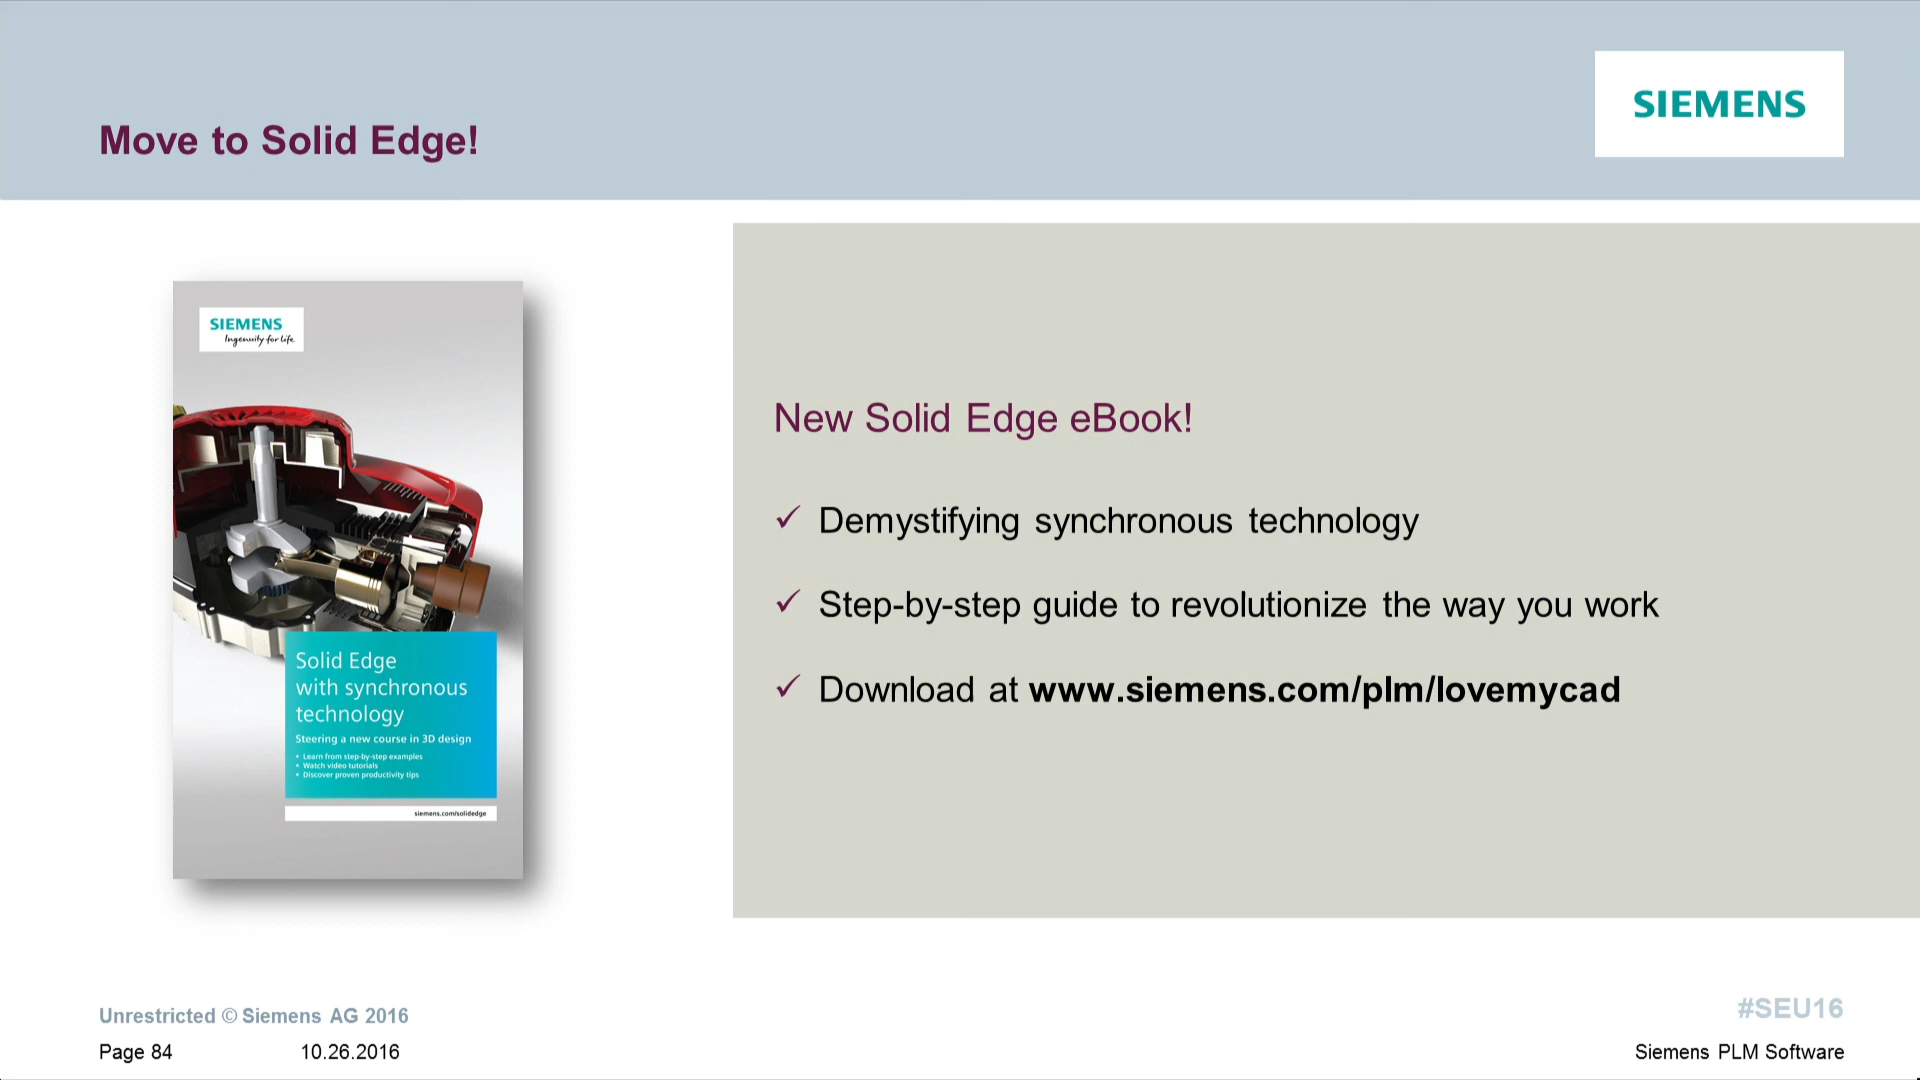 Move to Solid Edge!
SIEMENS
SIEMENS
Ingenuity for life
Solid Edge
with synchronous
technology
Steering a new course in 3D design
• Learn from step-by-step examples
• Watch video tutorials
• Discover proven productivity tips
siemens.com/solidedge
New Solid Edge eBook!
✓ Demystifying synchronous technology
✓ Step-by-step guide to revolutionize the way you work
✓ Download at www.siemens.com/plm/lovemycad
Unrestricted © Siemens AG 2016
#SEU16
Page 84 10.26.2016 Siemens PLM Software